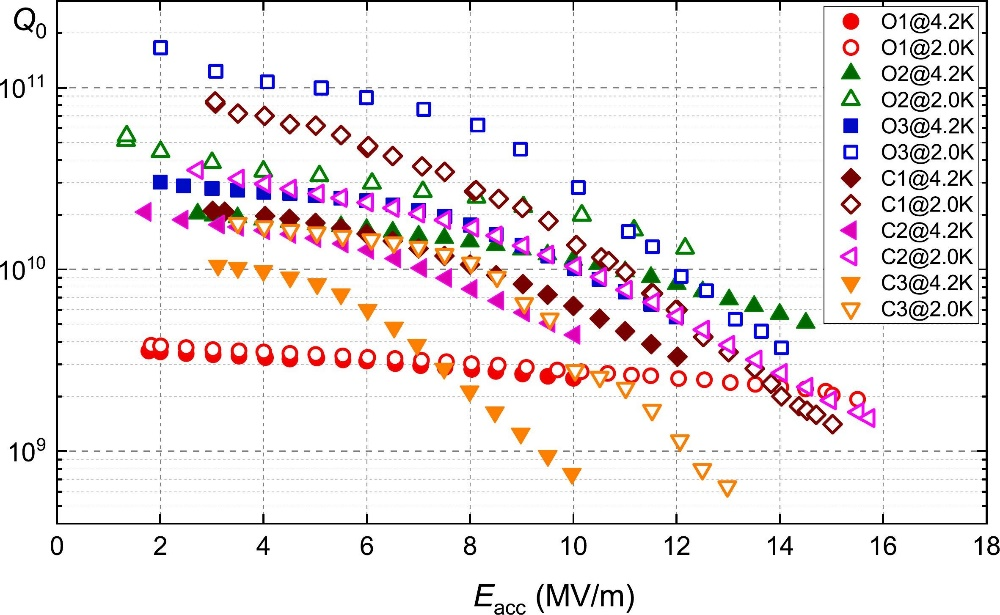 Q0
10^11
10^10
10^9
0 2 4 6 8 10 12 14 16 18
Eacc (MV/m)
O1@4.2K
O1@2.0K
O2@4.2K
O2@2.0K
O3@4.2K
O3@2.0K
C1@4.2K
C1@2.0K
C2@4.2K
C2@2.0K
C3@4.2K
C3@2.0K